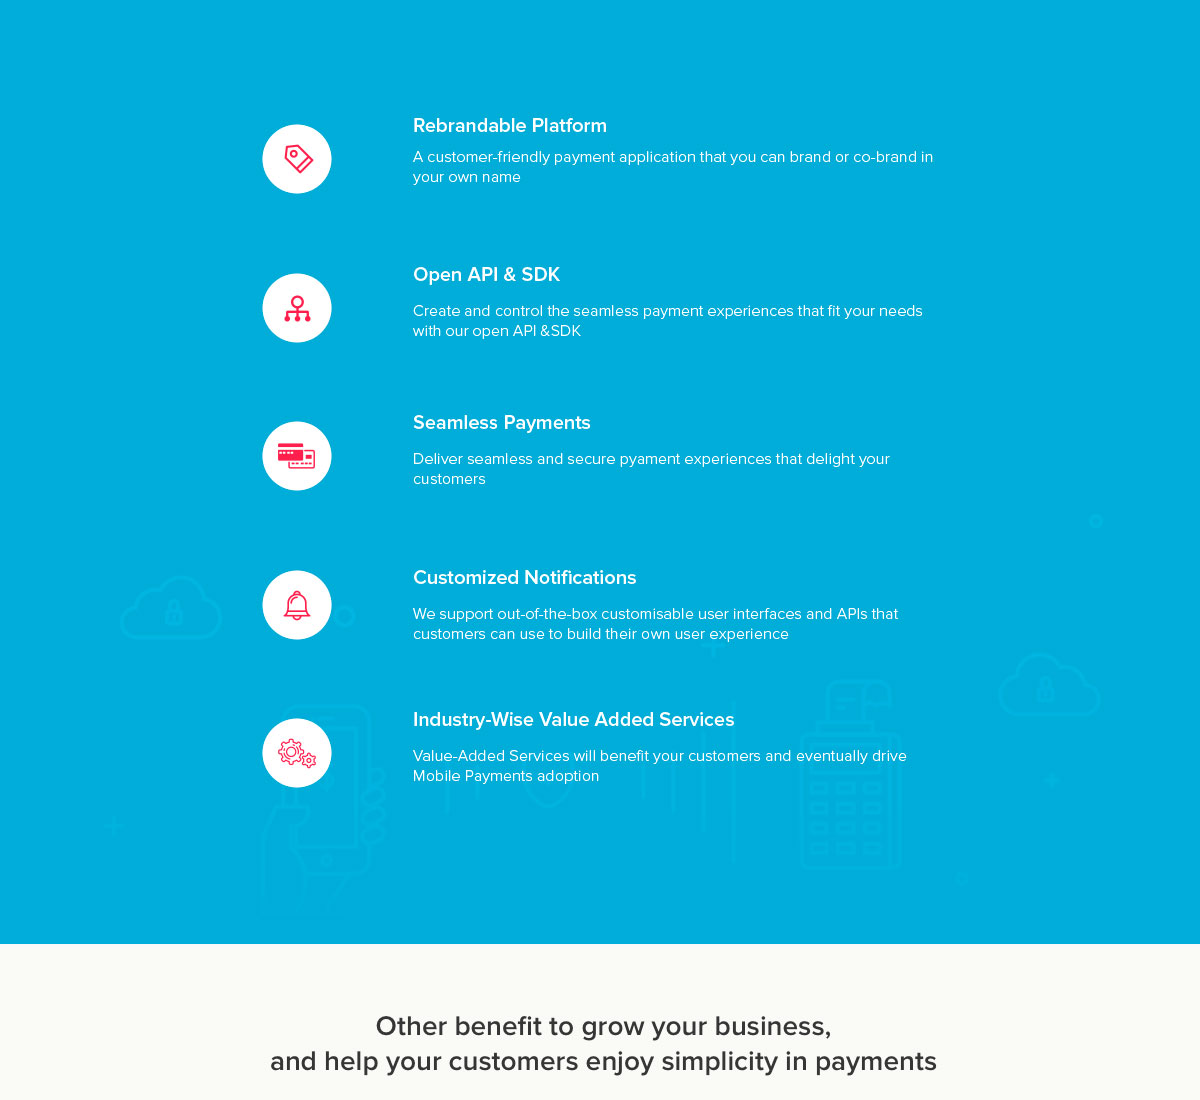 Rebrandable Platform
A customer-friendly payment application that you can brand or co-brand in
your own name
Open API & SDK
Create and control the seamless payment experiences that fit your needs
with our open API &SDK
Seamless Payments
Deliver seamless and secure pyament experiences that delight your
customers
Customized Notifications
We support out-of-the-box customisable user interfaces and APIs that
customers can use to build their own user experience
Industry-Wise Value Added Services
Value-Added Services will benefit your customers and eventually drive
Mobile Payments adoption
Other benefit to grow your business,
and help your customers enjoy simplicity in payments